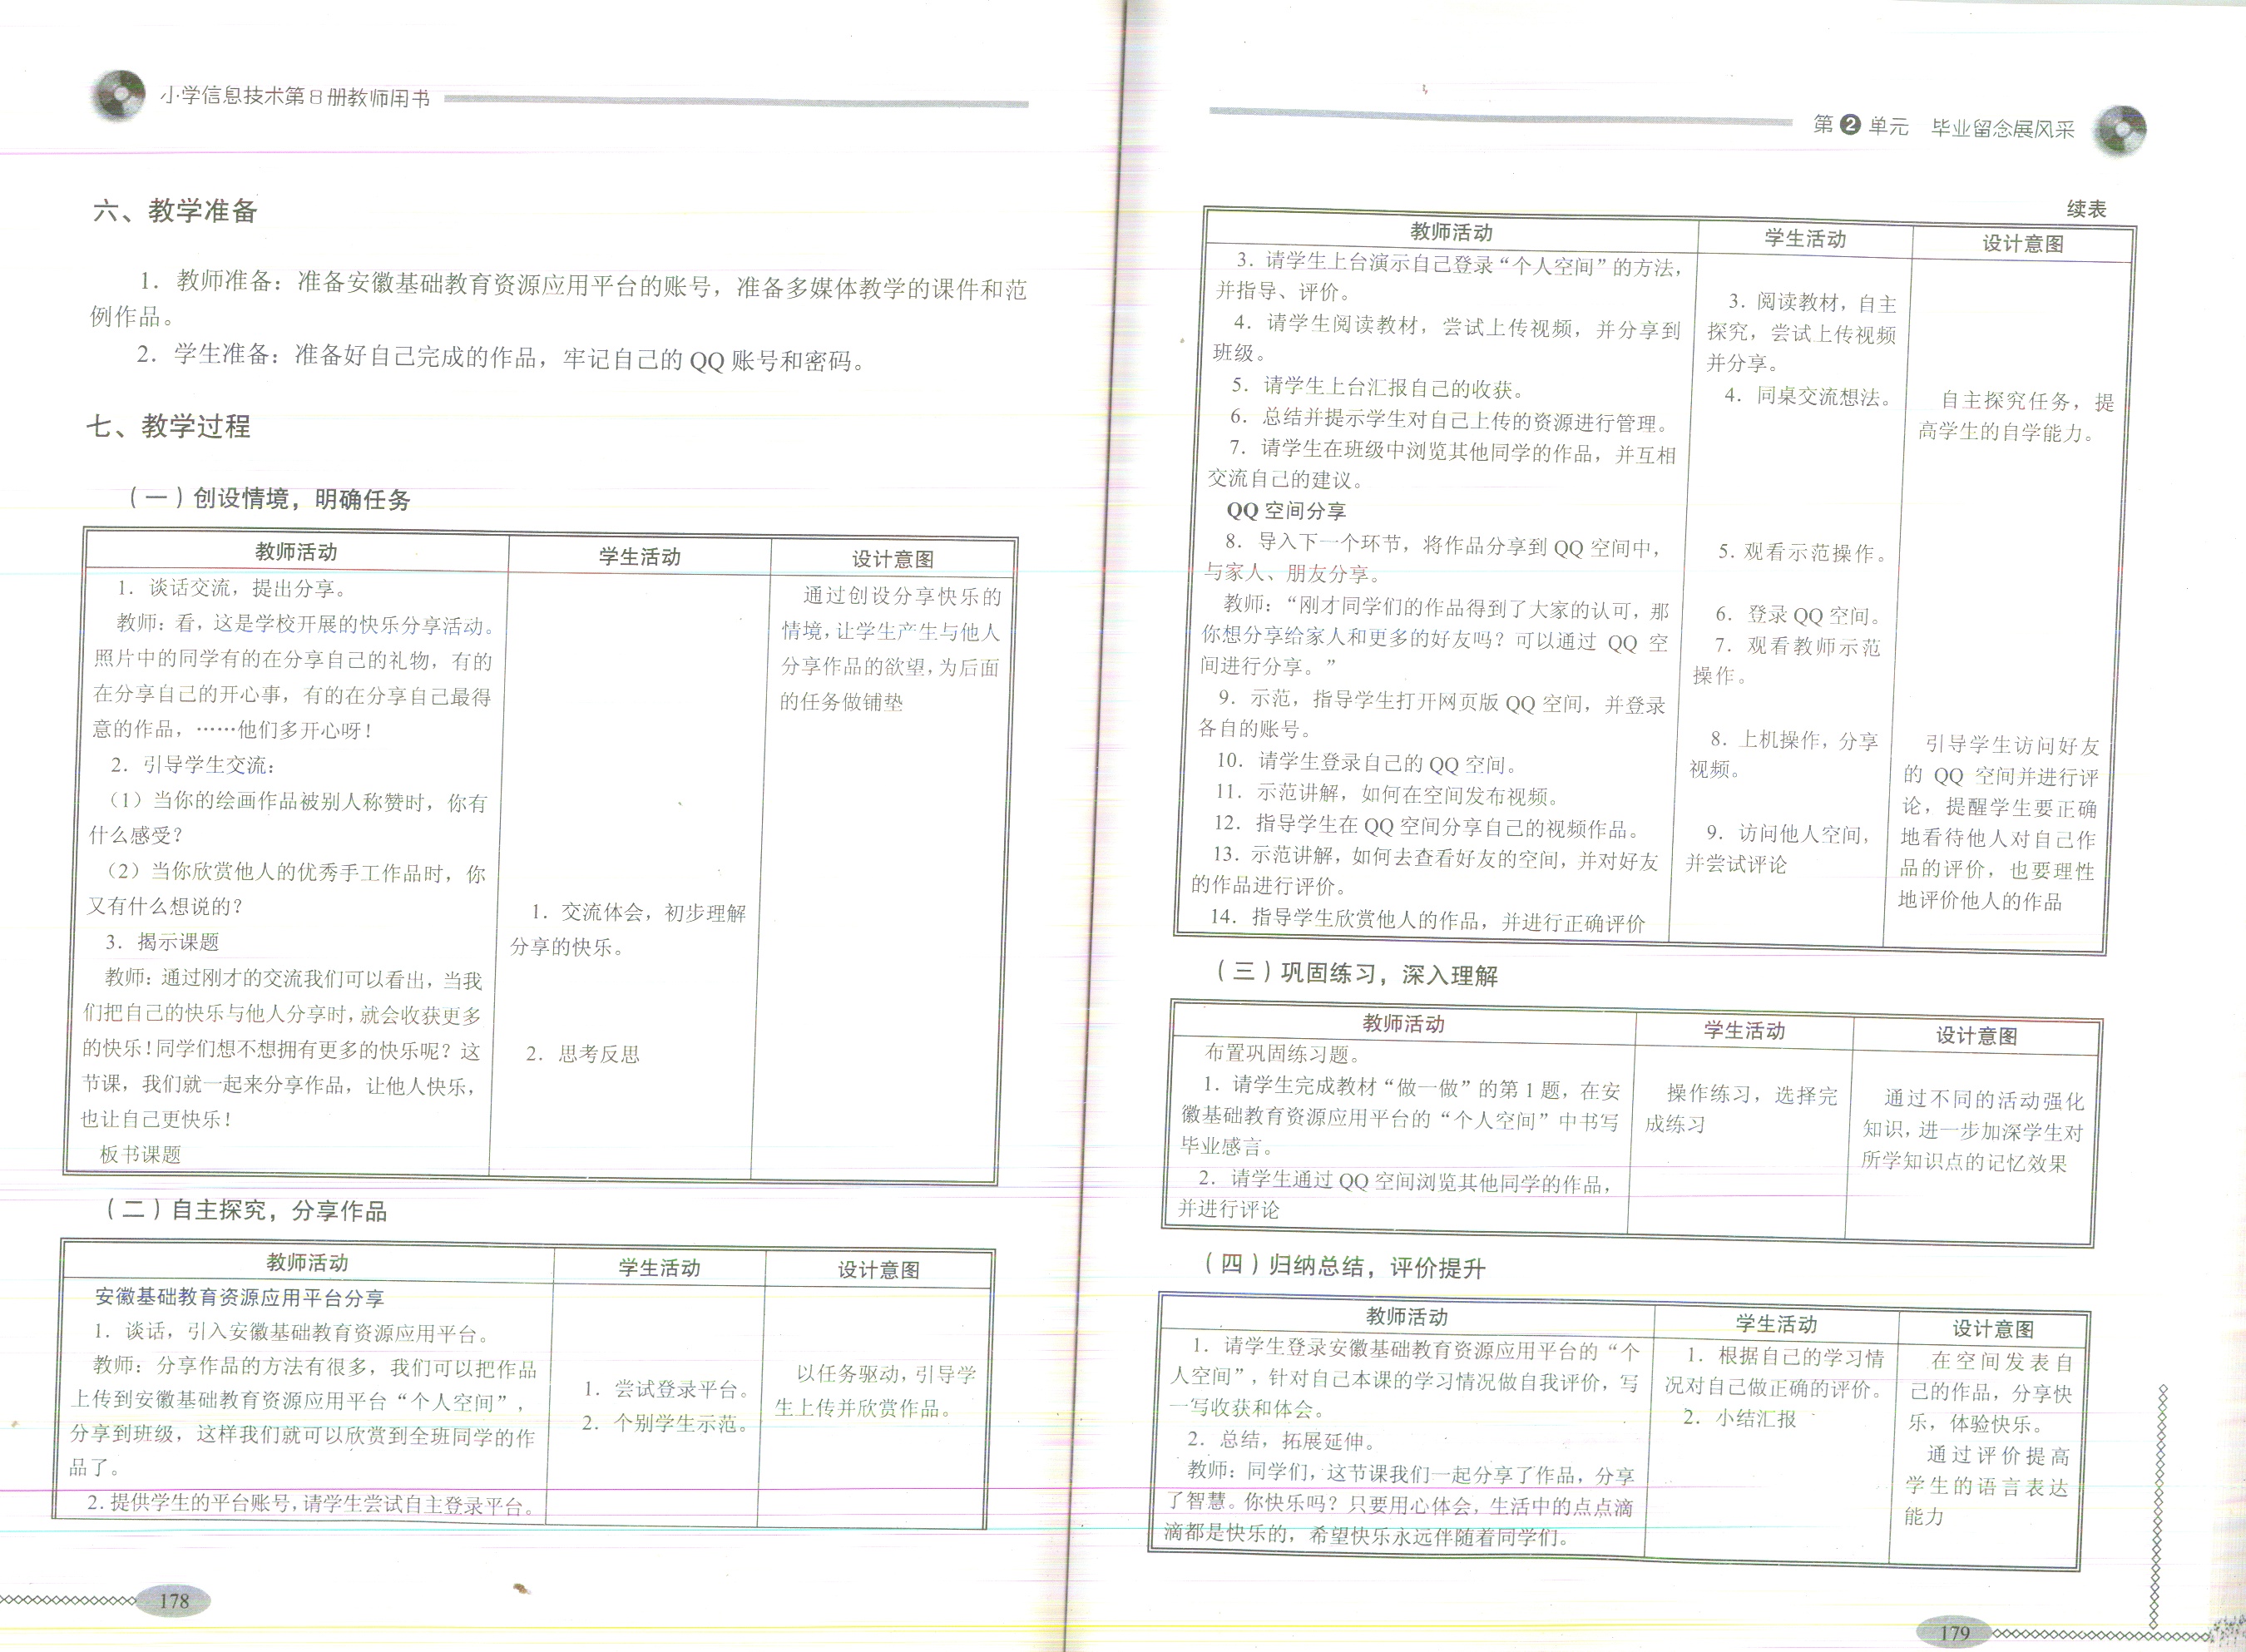 小学信息技术第8册教师用书
六、教学准备
1. 教师准备：准备安徽基础教育资源应用平台的账号，准备多媒体教学的课件和范
例作品。
2. 学生准备：准备好自己完成的作品，牢记自己的 QQ 账号和密码。
七、教学过程
（一）创设情境，明确任务
教师活动
1. 谈话交流，提出分享。
教师：看，这是学校开展的快乐分享活动。
照片中的同学有的在分享自己的礼物，有的
在分享自己的开心事，有的在分享自己最得
意的作品，……他们多开心呀！
2. 引导学生交流：
（1）当你的绘画作品被别人称赞时，你有
什么感受？
（2）当你欣赏他人的优秀手工作品时，你
又有什么想说的？
3. 揭示课题
教师：通过刚才的交流我们可以看出，当我
们把自己的快乐与他人分享时，就会收获更多
的快乐！同学们想不想拥有更多的快乐呢？这
节课，我们就一起来分享作品，让他人快乐，
也让自己更快乐！
板书课题
学生活动
1. 交流体会，初步理解
分享的快乐。
2. 思考反思
设计意图
通过创设分享快乐的
情境，让学生产生与他人
分享作品的欲望，为后面
的任务做铺垫
（二）自主探究，分享作品
教师活动
安徽基础教育资源应用平台分享
1. 谈话，引入安徽基础教育资源应用平台。
教师：分享作品的方法有很多，我们可以把作品
上传到安徽基础教育资源应用平台“个人空间”，
分享到班级，这样我们就可以欣赏到全班同学的作
品了。
2. 提供学生的平台账号，请学生尝试自主登录平台。
学生活动
1. 尝试登录平台。
2. 个别学生示范。
设计意图
以任务驱动，引导学
生上传并欣赏作品。
178
第2单元 毕业留念展风采
续表
教师活动
3. 请学生上台演示自己登录“个人空间”的方法，
并指导、评价。
4. 请学生阅读教材，尝试上传视频，并分享到
班级。
5. 请学生上台汇报自己的收获。
6. 总结并提示学生对自己上传的资源进行管理。
7. 请学生在班级中浏览其他同学的作品，并互相
交流自己的建议。
QQ 空间分享
8. 导入下一个环节，将作品分享到 QQ 空间中，
与家人、朋友分享。
教师：“刚才同学们的作品得到了大家的认可，那
你想分享给家人和更多的好友吗？可以通过 QQ 空
间进行分享。”
9. 示范，指导学生打开网页版 QQ 空间，并登录
各自的账号。
10. 请学生登录自己的 QQ 空间。
11. 示范讲解，如何在空间发布视频。
12. 指导学生在 QQ 空间分享自己的视频作品。
13. 示范讲解，如何去查看好友的空间，并对好友
的作品进行评价。
14. 指导学生欣赏他人的作品，并进行正确评价
学生活动
3. 阅读教材，自主
探究，尝试上传视频
并分享。
4. 同桌交流想法。
5. 观看示范操作。
6. 登录 QQ 空间。
7. 观看教师示范
操作。
8. 上机操作，分享
视频。
9. 访问他人空间，
并尝试评论
设计意图
自主探究任务，提
高学生的自学能力。
引导学生访问好友
的 QQ 空间并进行评
论，提醒学生要正确
地看待他人对自己作
品的评价，也要理性
地评价他人的作品
（三）巩固练习，深入理解
教师活动
布置巩固练习题。
1. 请学生完成教材“做一做”的第 1 题，在安
徽基础教育资源应用平台的“个人空间”中书写
毕业感言。
2. 请学生通过 QQ 空间浏览其他同学的作品，
并进行评论
学生活动
操作练习，选择完
成练习
设计意图
通过不同的活动强化
知识，进一步加深学生对
所学知识点的记忆效果
（四）归纳总结，评价提升
教师活动
1. 请学生登录安徽基础教育资源应用平台的“个
人空间”，针对自己本课的学习情况做自我评价，写
一写收获和体会。
2. 总结，拓展延伸。
教师：同学们，这节课我们一起分享了作品，分享
了智慧。你快乐吗？只要用心体会，生活中的点点滴
滴都是快乐的，希望快乐永远伴随着同学们。
学生活动
1. 根据自己的学习情
况对自己做正确的评价。
2. 小结汇报
设计意图
在空间发表自
己的作品，分享快
乐，体验快乐。
通过评价提高
学生的语言表达
能力
179